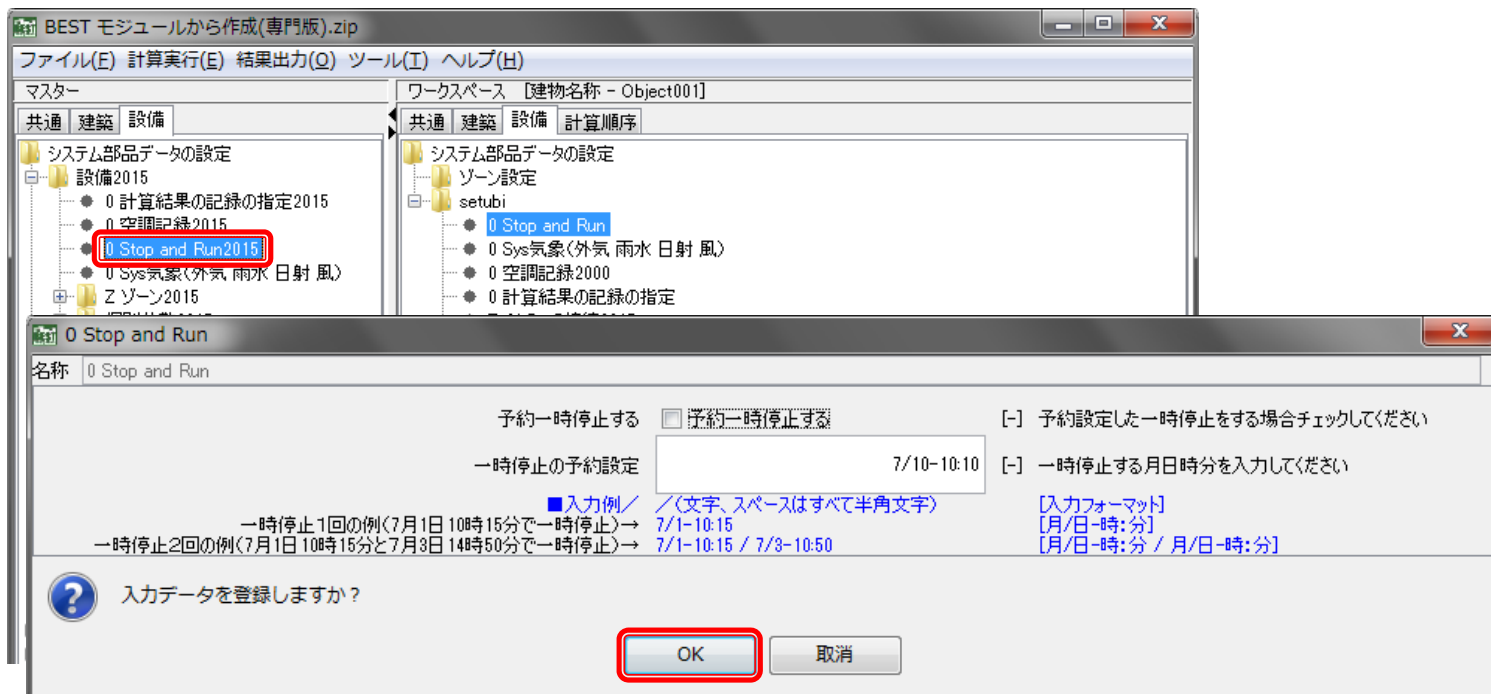 BEST モジュールから作成(専門版).zip
ファイル(F) 計算実行(E) 結果出力(O) ツール(T) ヘルプ(H)
マスター
ワークスペース [建物名称 - Object001]
共通 建築 設備
共通 建築 設備 計算順序
システム部品データの設定
設備2015
0 計算結果の記録の指定2015
0 空調記録2015
0 Stop and Run2015
0 Sys気象(外気 雨水 日射 風)
Z ゾーン2015
システム部品データの設定
ゾーン設定
setubi
0 Stop and Run
0 Sys気象(外気 雨水 日射 風)
0 空調記録2000
0 計算結果の記録の指定
0 Stop and Run
名称 0 Stop and Run
予約一時停止する 予約一時停止する [-] 予約設定した一時停止をする場合チェックしてください
一時停止の予約設定 7/10-10:10 [-] 一時停止する月日時分を入力してください
■入力例／ ／(文字、スペースはすべて半角文字) [入力フォーマット]
一時停止1回の例(7月1日10時15分で一時停止)→ 7/1-10:15 [月/日-時:分]
一時停止2回の例(7月1日10時15分と7月3日14時50分で一時停止)→ 7/1-10:15 / 7/3-10:50 [月/日-時:分 / 月/日-時:分]
入力データを登録しますか？
OK 取消